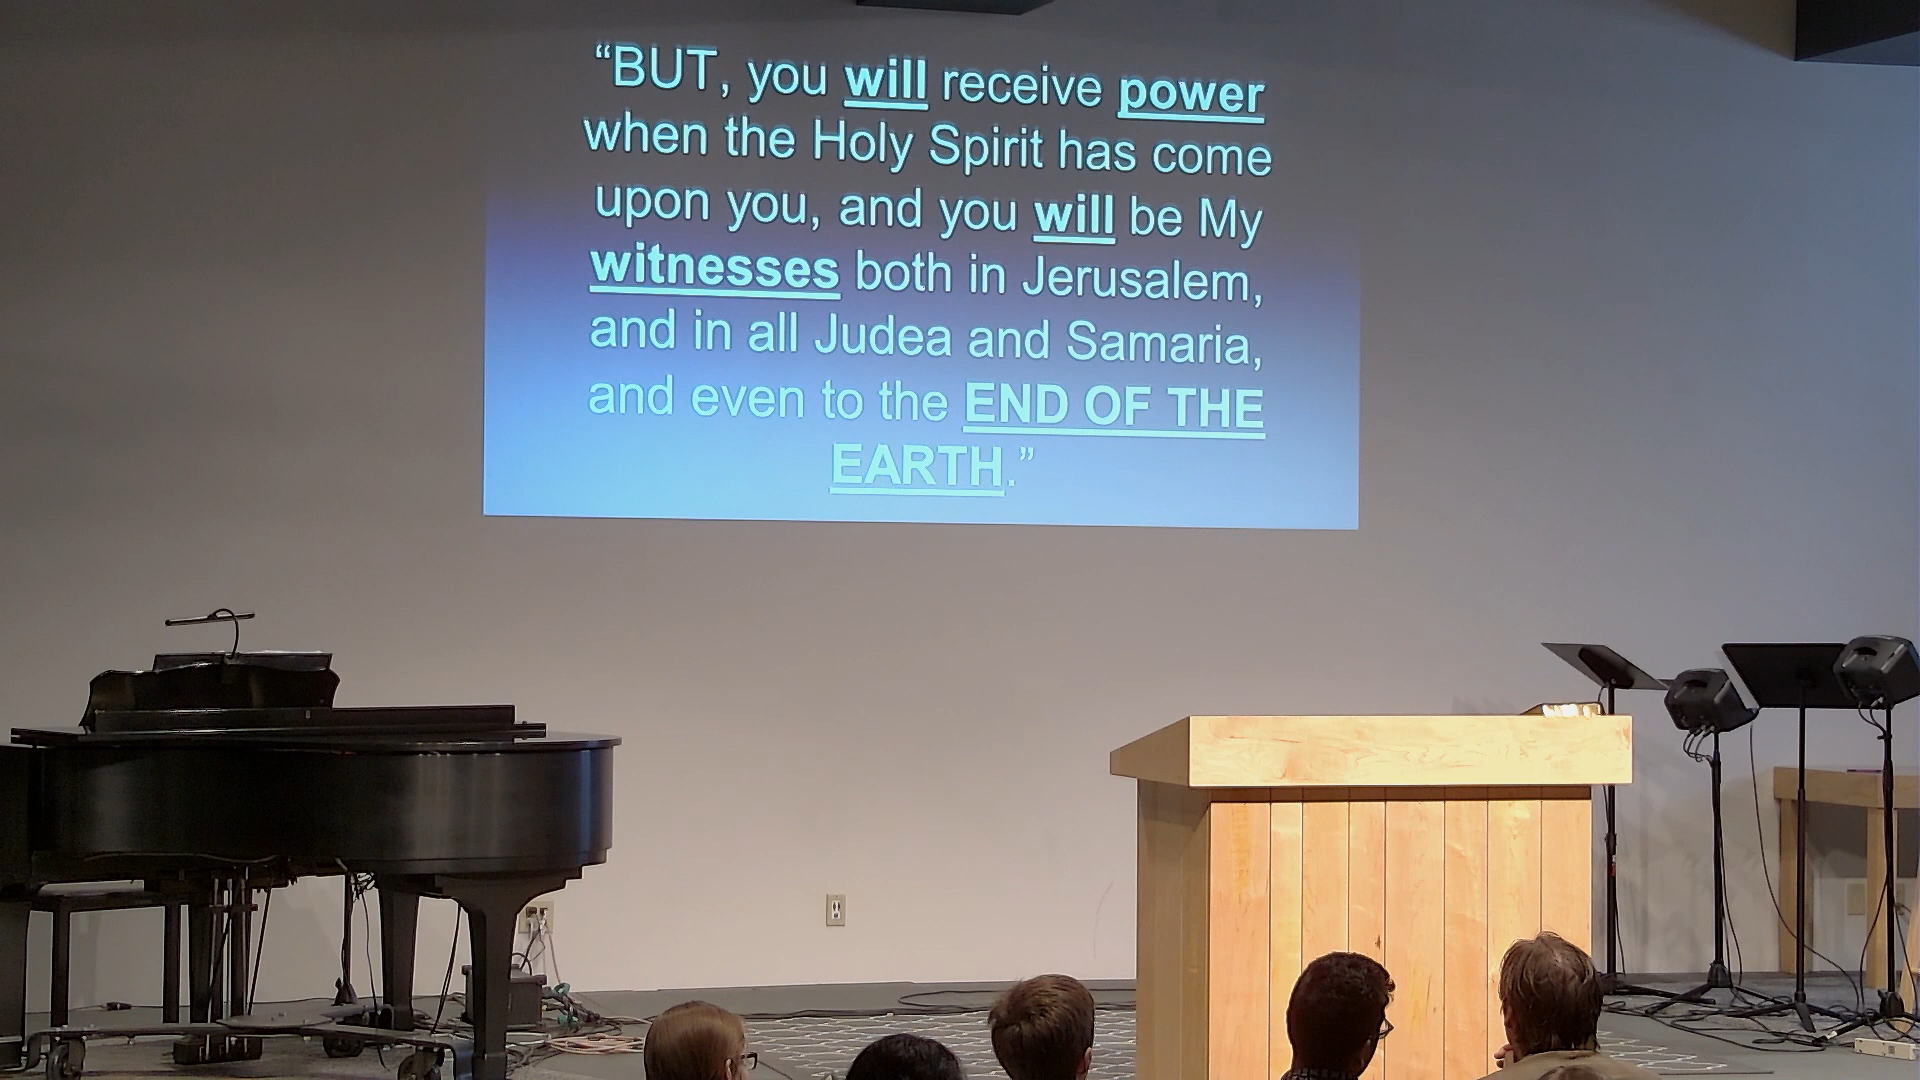 “BUT, you will receive power
when the Holy Spirit has come
upon you, and you will be My
witnesses both in Jerusalem,
and in all Judea and Samaria,
and even to the END OF THE
EARTH.”